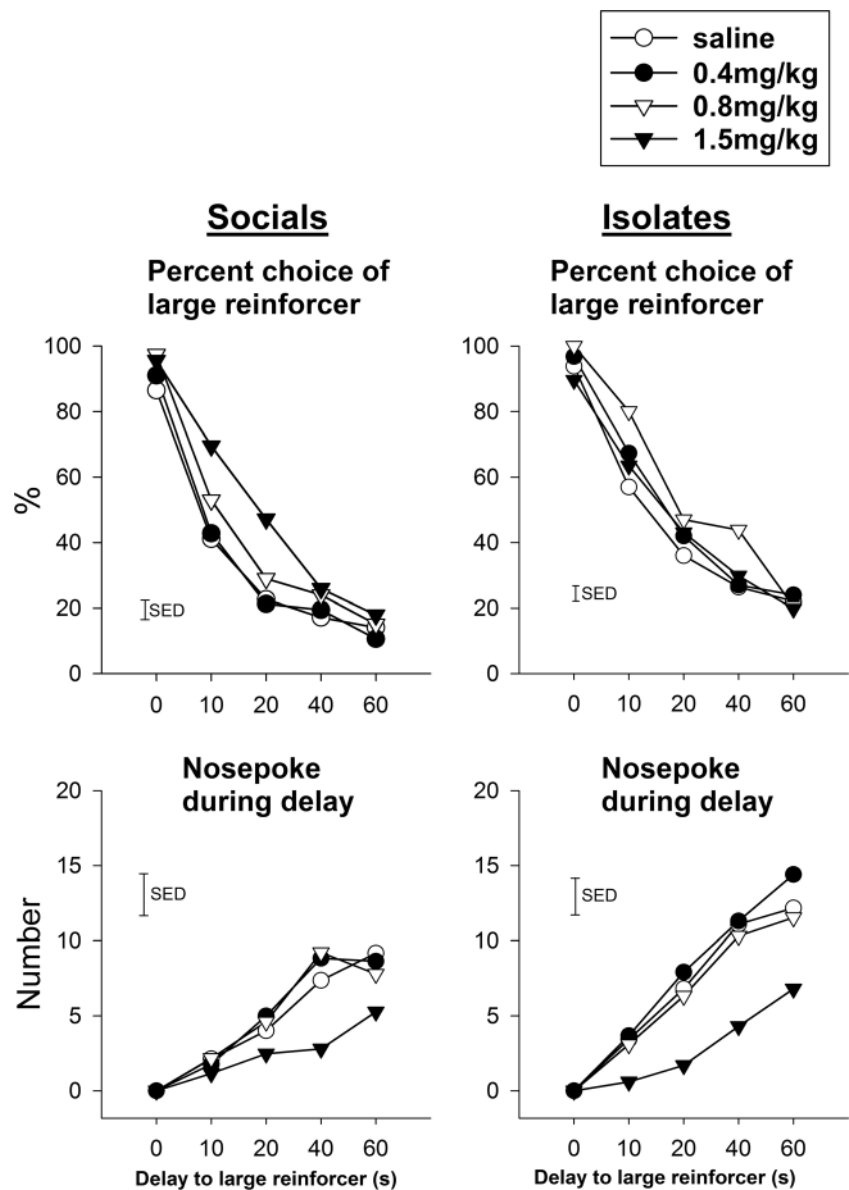 saline
0.4mg/kg
0.8mg/kg
1.5mg/kg
Socials
Isolates
Percent choice of
large reinforcer
Percent choice of
large reinforcer
%
100
80
60
40
20
0
SED
0 10 20 40 60
100
80
60
40
20
0
SED
0 10 20 40 60
Nosepoke
during delay
Nosepoke
during delay
Number
20
15
10
5
0
SED
0 10 20 40 60
Delay to large reinforcer (s)
20
15
10
5
0
SED
0 10 20 40 60
Delay to large reinforcer (s)